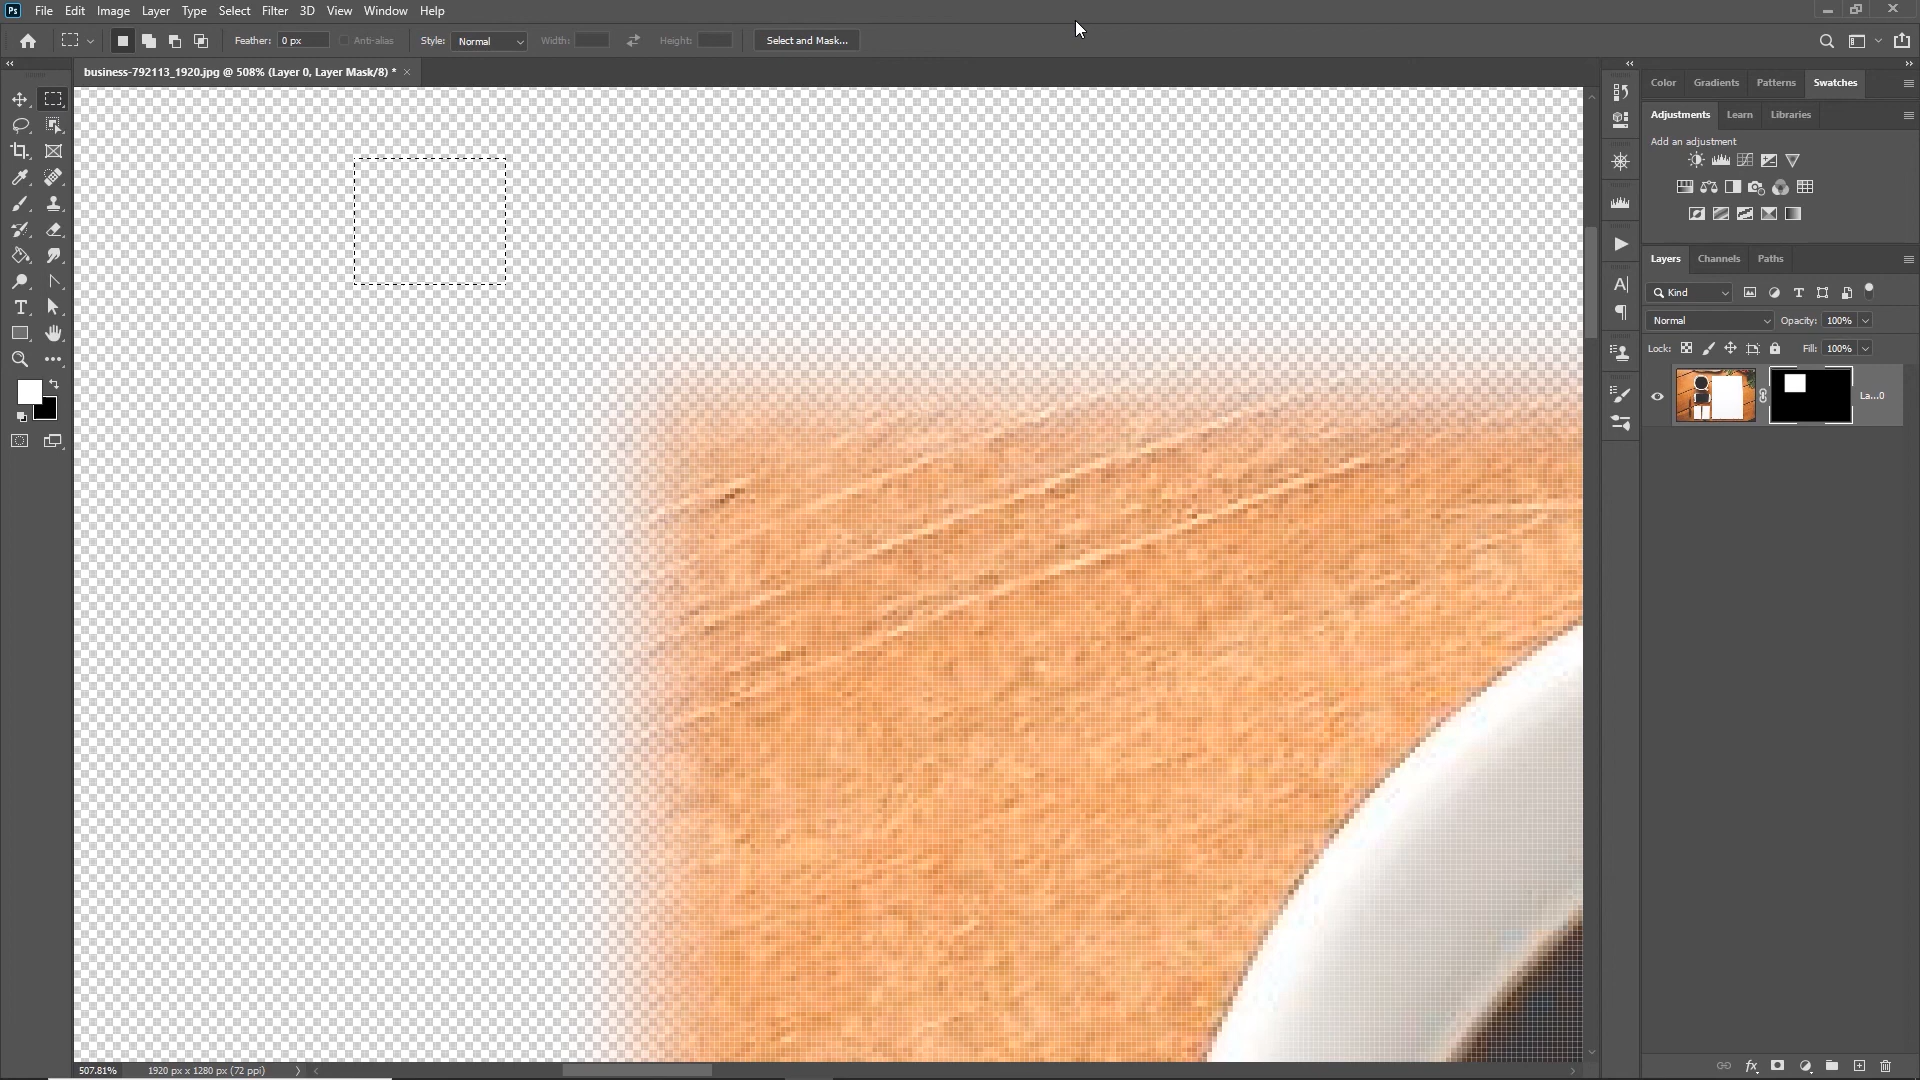 Ps File Edit Image Layer Type Select Filter 3D View Window Help
Feather: 0 px Anti-alias Style: Normal Width: Height: Select and Mask...
business-792113_1920.jpg @ 508% (Layer 0, Layer Mask/8) * ×
Color Gradients Patterns Swatches
Adjustments Learn Libraries
Add an adjustment
Layers Channels Paths
Kind
Normal Opacity: 100%
Lock: Fill: 100%
La...0
507.81% 1920 px x 1280 px (72 ppi)